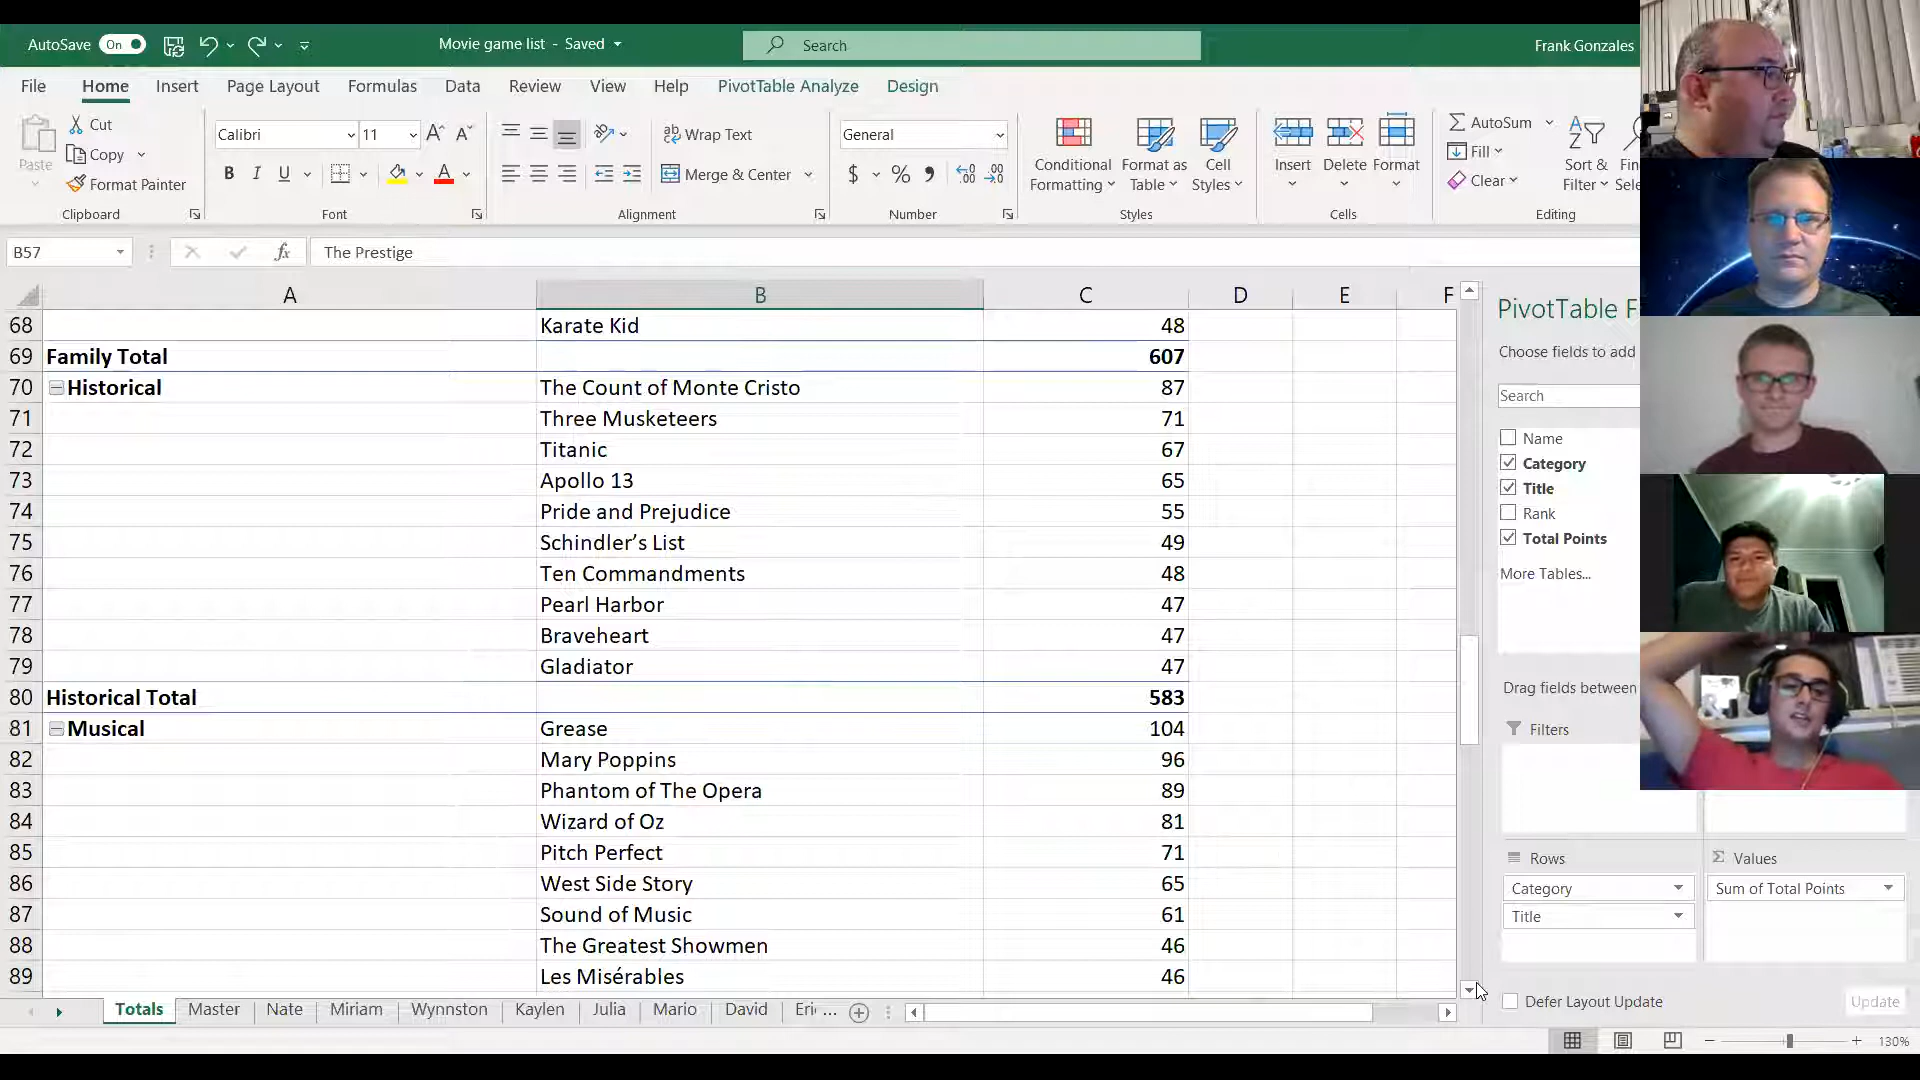 AutoSave On Movie game list - Saved Search Frank Gonzales
File Home Insert Page Layout Formulas Data Review View Help PivotTable Analyze Design
Paste
Cut
Copy
Format Painter
Clipboard
Calibri 11
B I U A
Font
ab Wrap Text
Merge & Center
Alignment
General
$ % 9
Number
Conditional Formatting
Format as Table
Cell Styles
Styles
Insert Delete Format
Cells
AutoSum
Fill
Clear
Sort & Filter
Editing
B57 fx The Prestige
A B C D E F
68 Karate Kid 48
69 Family Total 607
70 Historical The Count of Monte Cristo 87
71 Three Musketeers 71
72 Titanic 67
73 Apollo 13 65
74 Pride and Prejudice 55
75 Schindler’s List 49
76 Ten Commandments 48
77 Pearl Harbor 47
78 Braveheart 47
79 Gladiator 47
80 Historical Total 583
81 Musical Grease 104
82 Mary Poppins 96
83 Phantom of The Opera 89
84 Wizard of Oz 81
85 Pitch Perfect 71
86 West Side Story 65
87 Sound of Music 61
88 The Greatest Showmen 46
89 Les Misérables 46
Totals Master Nate Miriam Wynnston Kaylen Julia Mario David Eri ...
PivotTable F
Choose fields to add
Search
Name
Category
Title
Rank
Total Points
More Tables...
Drag fields between
Filters
Rows
Category
Title
Σ Values
Sum of Total Points
Defer Layout Update Update
130%